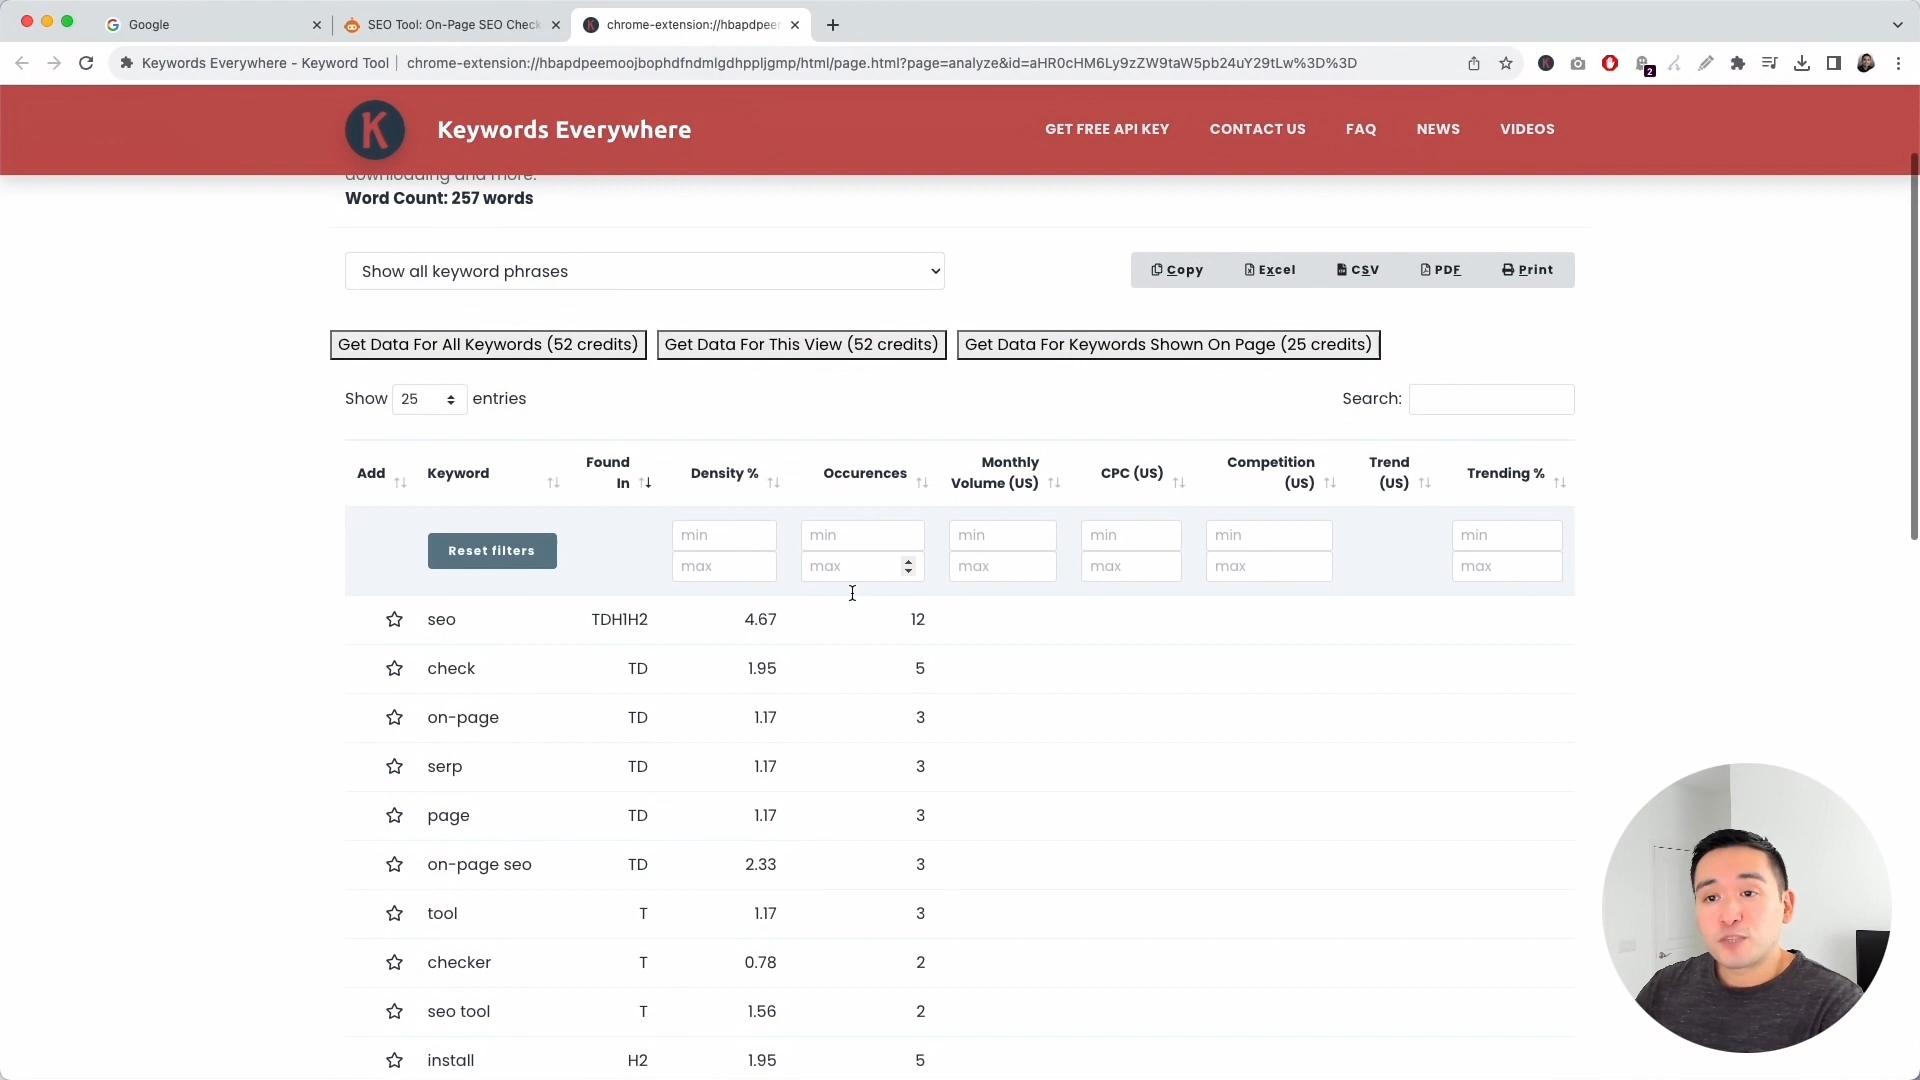 Google
SEO Tool: On-Page SEO Check
chrome-extension://hbapdpeer
Keywords Everywhere - Keyword Tool
chrome-extension://hbapdpeemoojbophdfndmlgdhppljgmp/html/page.html?page=analyze&id=aHR0cHM6Ly9zZW9taW5pb24uY29tLw%3D%3D
2
K
Keywords Everywhere
GET FREE API KEY
CONTACT US
FAQ
NEWS
VIDEOS
downloading and more.
Word Count: 257 words
Show all keyword phrases
Copy
Excel
CSV
PDF
Print
Get Data For All Keywords (52 credits)
Get Data For This View (52 credits)
Get Data For Keywords Shown On Page (25 credits)
Show 25 entries
Search:
Add
Keyword
Found In
Density %
Occurences
Monthly Volume (US)
CPC (US)
Competition (US)
Trend (US)
Trending %
Reset filters
min min min min min min
max max max max max max
seo TDH1H2 4.67 12
check TD 1.95 5
on-page TD 1.17 3
serp TD 1.17 3
page TD 1.17 3
on-page seo TD 2.33 3
tool T 1.17 3
checker T 0.78 2
seo tool T 1.56 2
install H2 1.95 5